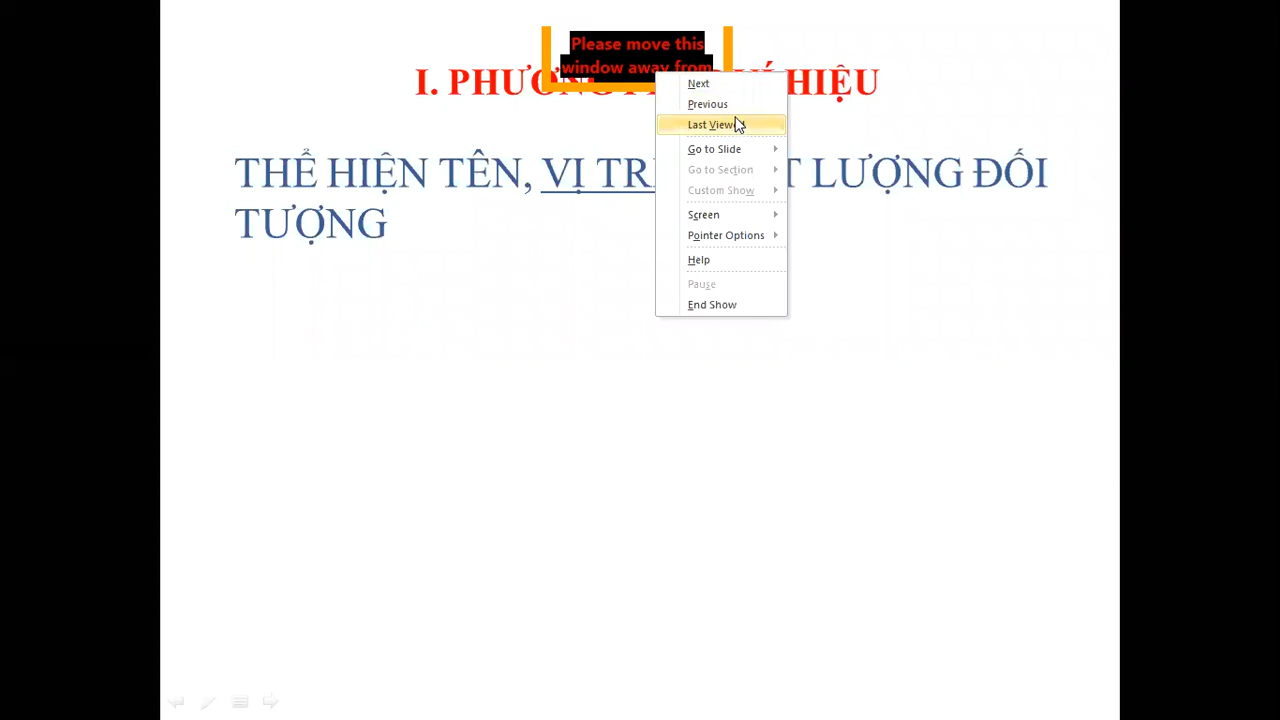 Please move this
window away from
I. PHƯƠNG HIỆU
THỂ HIỆN TÊN, VỊ TR LƯỢNG ĐỐI
TƯỢNG
Next
Previous
Last Viewed
Go to Slide
Go to Section
Custom Show
Screen
Pointer Options
Help
Pause
End Show